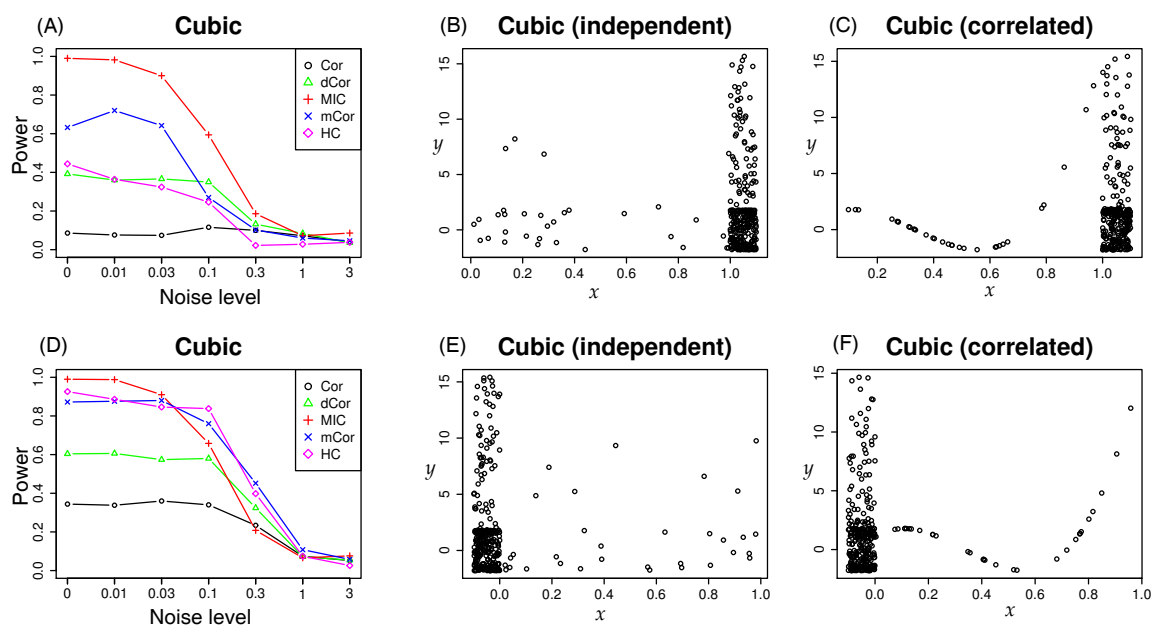 (A) Cubic
Power
0.0 0.2 0.4 0.6 0.8 1.0
Cor
dCor
MIC
mCor
HC
0 0.01 0.03 0.1 0.3 1 3
Noise level
(B) Cubic (independent)
y
15
10
5
0
0.0 0.2 0.4 0.6 0.8 1.0
x
(C) Cubic (correlated)
y
15
10
5
0
0.2 0.4 0.6 0.8 1.0
x
(D) Cubic
Power
0.0 0.2 0.4 0.6 0.8 1.0
Cor
dCor
MIC
mCor
HC
0 0.01 0.03 0.1 0.3 1 3
Noise level
(E) Cubic (independent)
y
15
10
5
0
0.0 0.2 0.4 0.6 0.8 1.0
x
(F) Cubic (correlated)
y
15
10
5
0
0.0 0.2 0.4 0.6 0.8 1.0
x